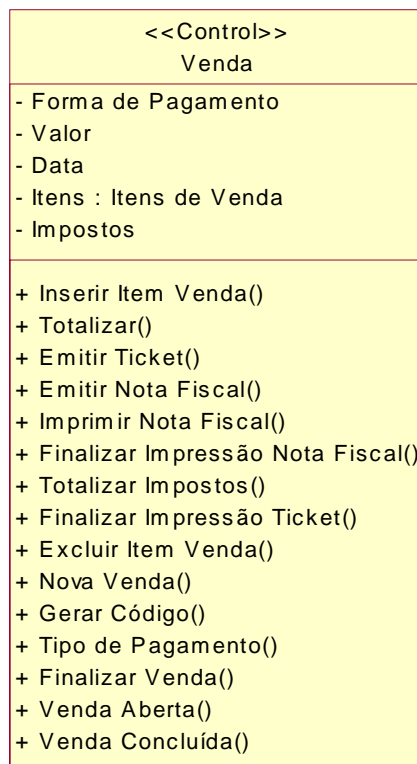 <<Control>>
Venda
- Forma de Pagamento
- Valor
- Data
- Itens : Itens de Venda
- Impostos
+ Inserir Item Venda()
+ Totalizar()
+ Emitir Ticket()
+ Emitir Nota Fiscal()
+ Imprimir Nota Fiscal()
+ Finalizar Impressão Nota Fiscal()
+ Totalizar Impostos()
+ Finalizar Impressão Ticket()
+ Excluir Item Venda()
+ Nova Venda()
+ Gerar Código()
+ Tipo de Pagamento()
+ Finalizar Venda()
+ Venda Aberta()
+ Venda Concluída()